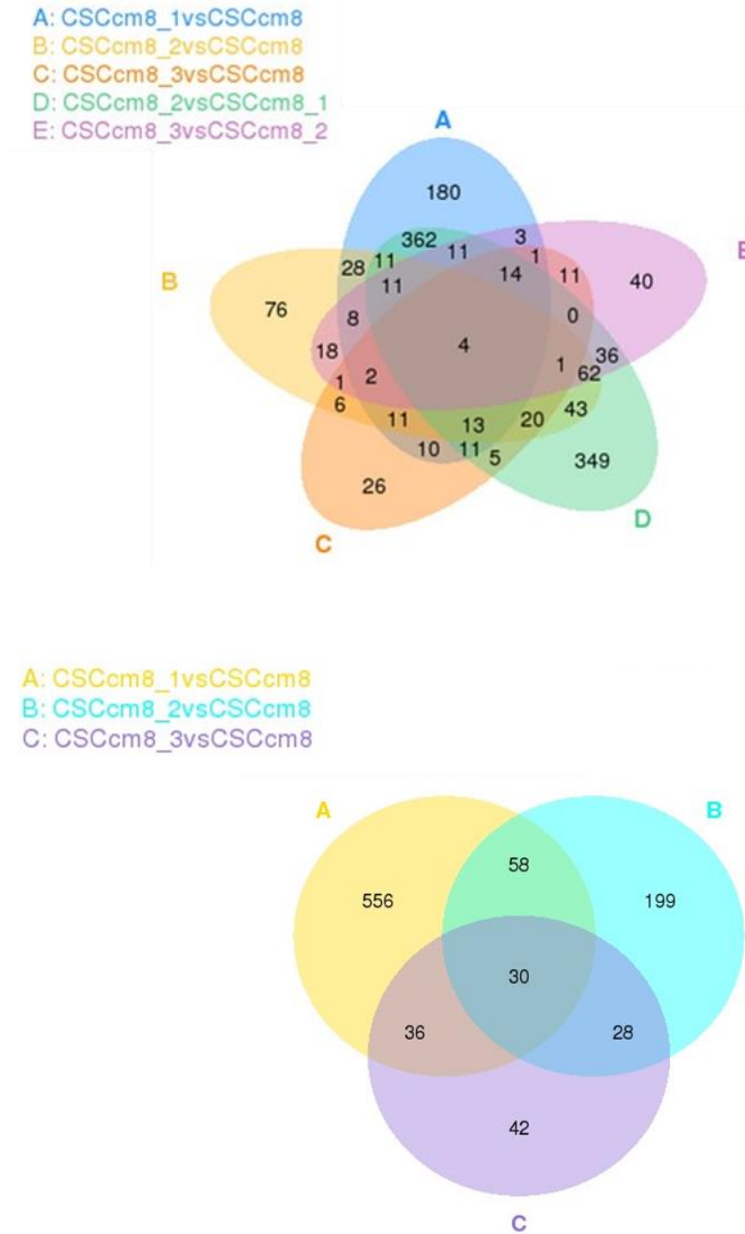 A: CSCcm8_1vsCSCcm8
B: CSCcm8_2vsCSCcm8
C: CSCcm8_3vsCSCcm8
D: CSCcm8_2vsCSCcm8_1
E: CSCcm8_3vsCSCcm8_2
A
180
362 11 3
E
28 11 1
11 14 11 40
B
76 8 0
18 4 36
1 2 1 62
6 11 13 20 43
10 11 5 349
26
D
C
A: CSCcm8_1vsCSCcm8
B: CSCcm8_2vsCSCcm8
C: CSCcm8_3vsCSCcm8
A B
58
556 199
30
36 28
42
C